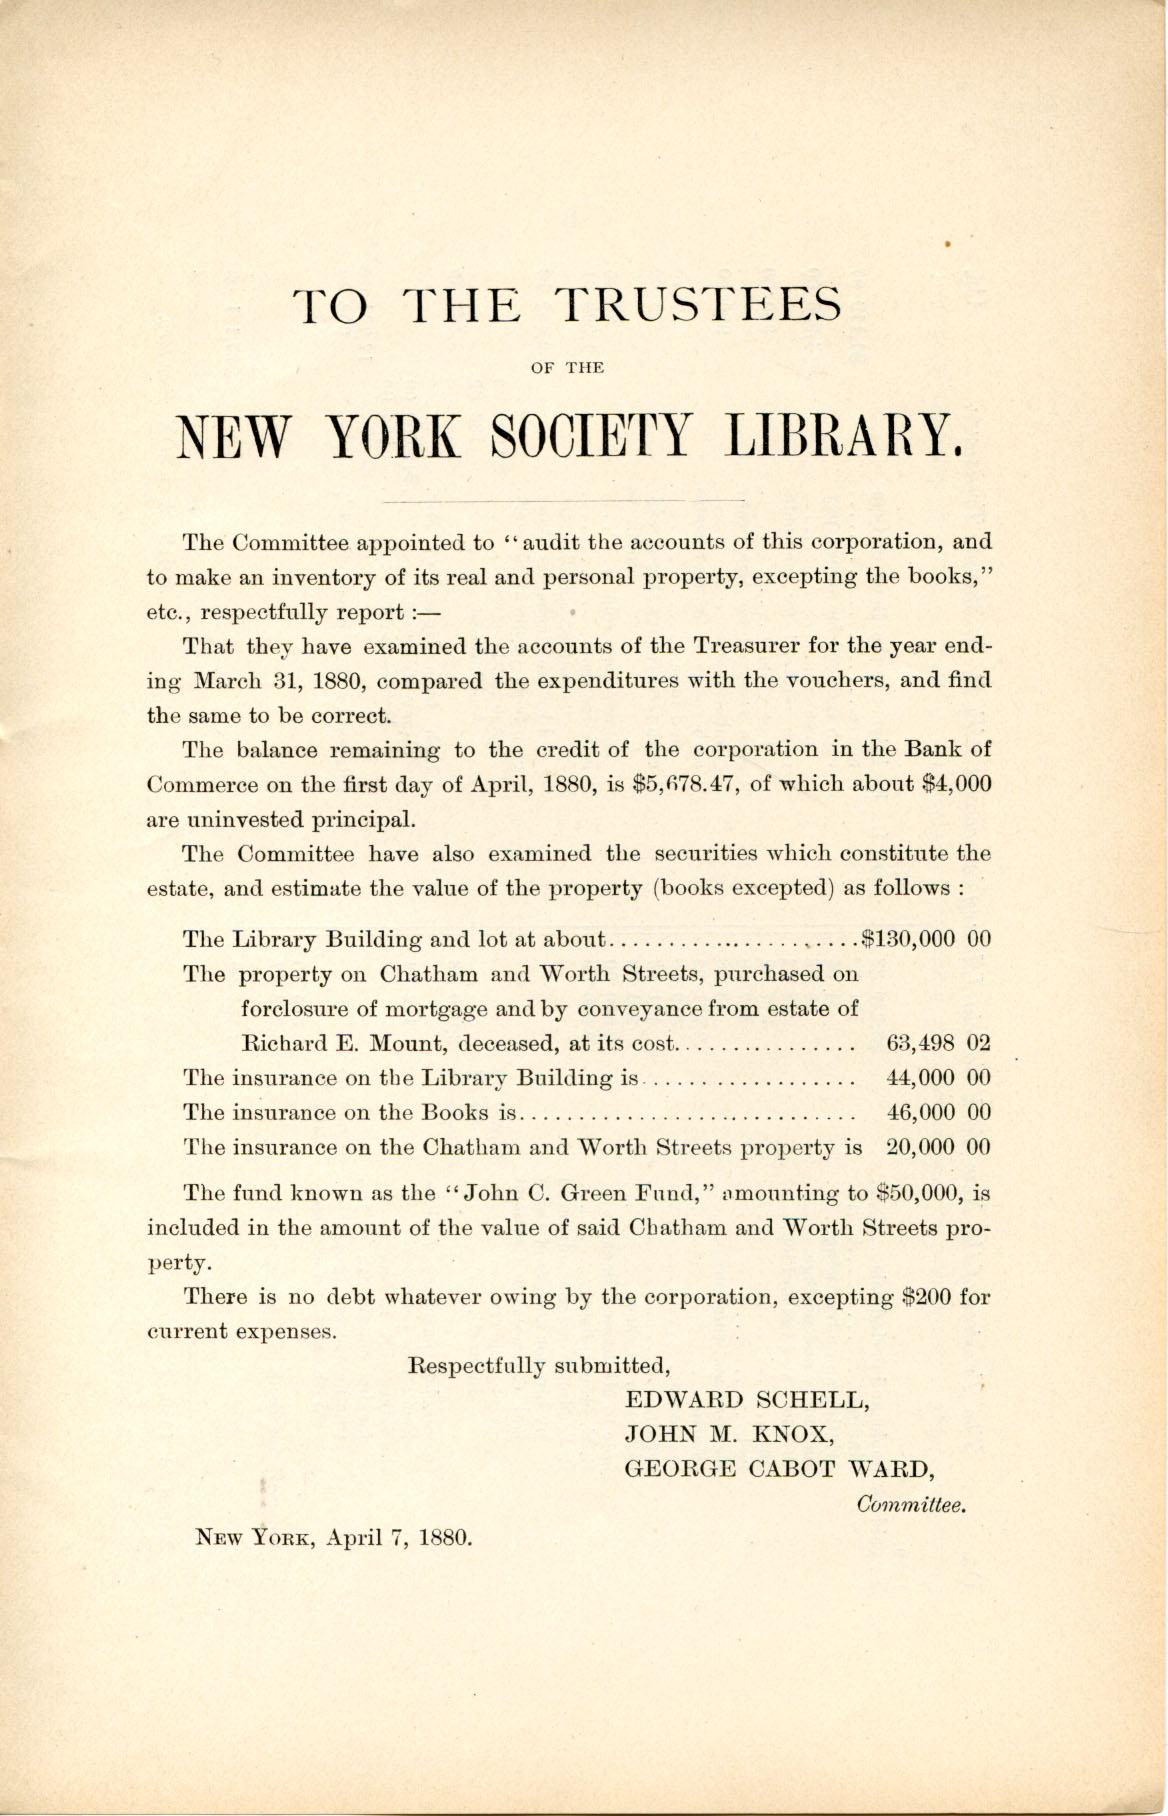 TO THE TRUSTEES
OF THE
NEW YORK SOCIETY LIBRARY.
The Committee appointed to “audit the accounts of this corporation, and
to make an inventory of its real and personal property, excepting the books,”
etc., respectfully report :—
That they have examined the accounts of the Treasurer for the year end-
ing March 31, 1880, compared the expenditures with the vouchers, and find
the same to be correct.
The balance remaining to the credit of the corporation in the Bank of
Commerce on the first day of April, 1880, is $5,678.47, of which about $4,000
are uninvested principal.
The Committee have also examined the securities which constitute the
estate, and estimate the value of the property (books excepted) as follows :
The Library Building and lot at about........................$130,000 00
The property on Chatham and Worth Streets, purchased on
forclosure of mortgage and by conveyance from estate of
Richard E. Mount, deceased, at its cost................ 63,498 02
The insurance on the Library Building is................... 44,000 00
The insurance on the Books is............................. 46,000 00
The insurance on the Chatham and Worth Streets property is 20,000 00
The fund known as the “John C. Green Fund,” amounting to $50,000, is
included in the amount of the value of said Chatham and Worth Streets pro-
perty.
There is no debt whatever owing by the corporation, excepting $200 for
current expenses.
Respectfully submitted,
EDWARD SCHELL,
JOHN M. KNOX,
GEORGE CABOT WARD,
Committee.
NEW YORK, April 7, 1880.